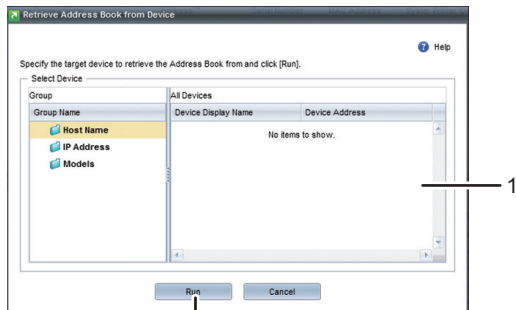 Retrieve Address Book from Device
Help
Specify the target device to retrieve the Address Book from and click [Run].
Select Device
Group
All Devices
Group Name
Device Display Name
Device Address
Host Name
No items to show.
IP Address
Models
1
Run
Cancel